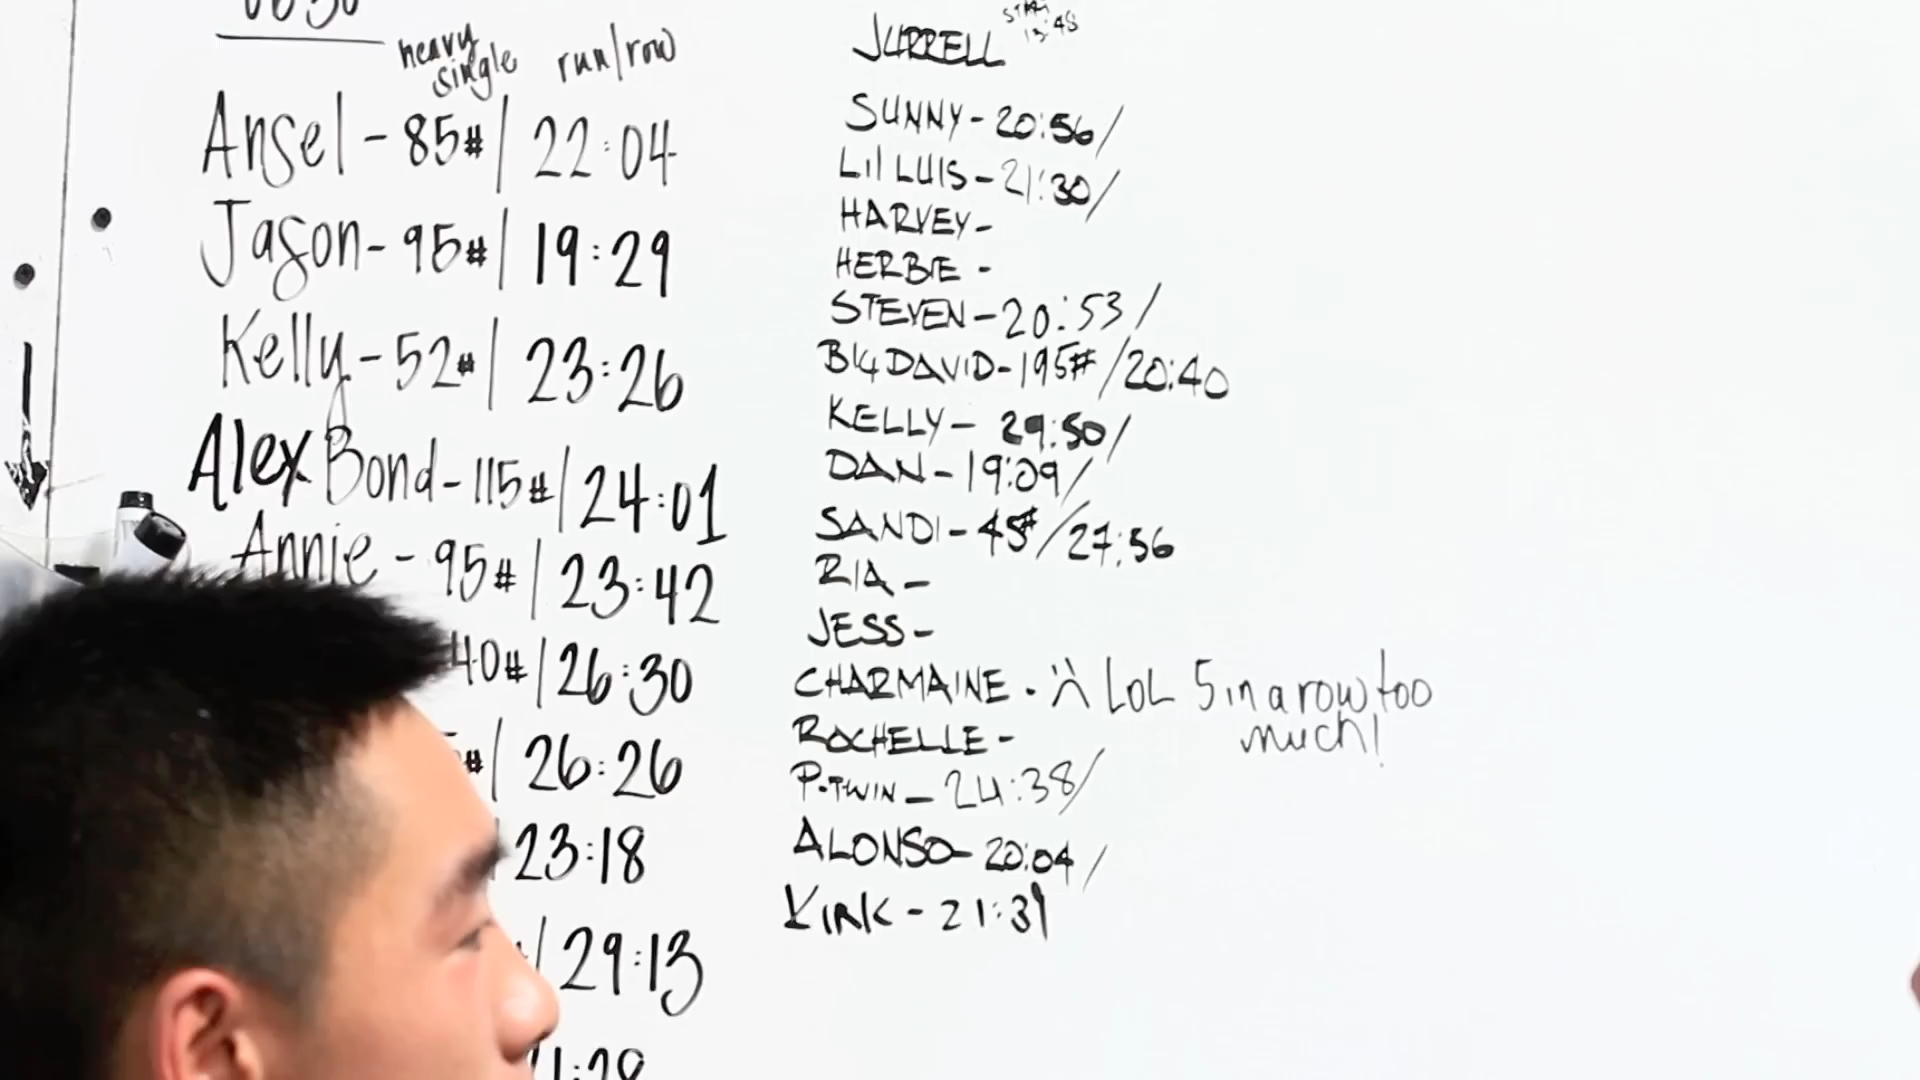 heavy
single
run/row
Ansel - 85# / 22:04
Jason - 95# / 19:29
Kelly - 52# / 23:26
Alex Bond - 115# / 24:01
Annie - 95# / 23:42
40# / 26:30
# / 26:26
23:18
/ 29:13
JURRELL
SUNNY - 20:56 /
LIl LUIS - 21:30 /
HARVEY -
HERBIE -
STEVEN - 20:53 /
BIG DAVID - 195# / 20:40
KELLY - 29:50 /
DAN - 19:09 /
SANDI - 45# / 27:56
RIA -
JESS -
CHARMAINE - :( LOL 5 in a row too
much!
ROCHELLE -
P-TWIN - 24:38 /
ALONSO - 20:04 /
KIRK - 21:39